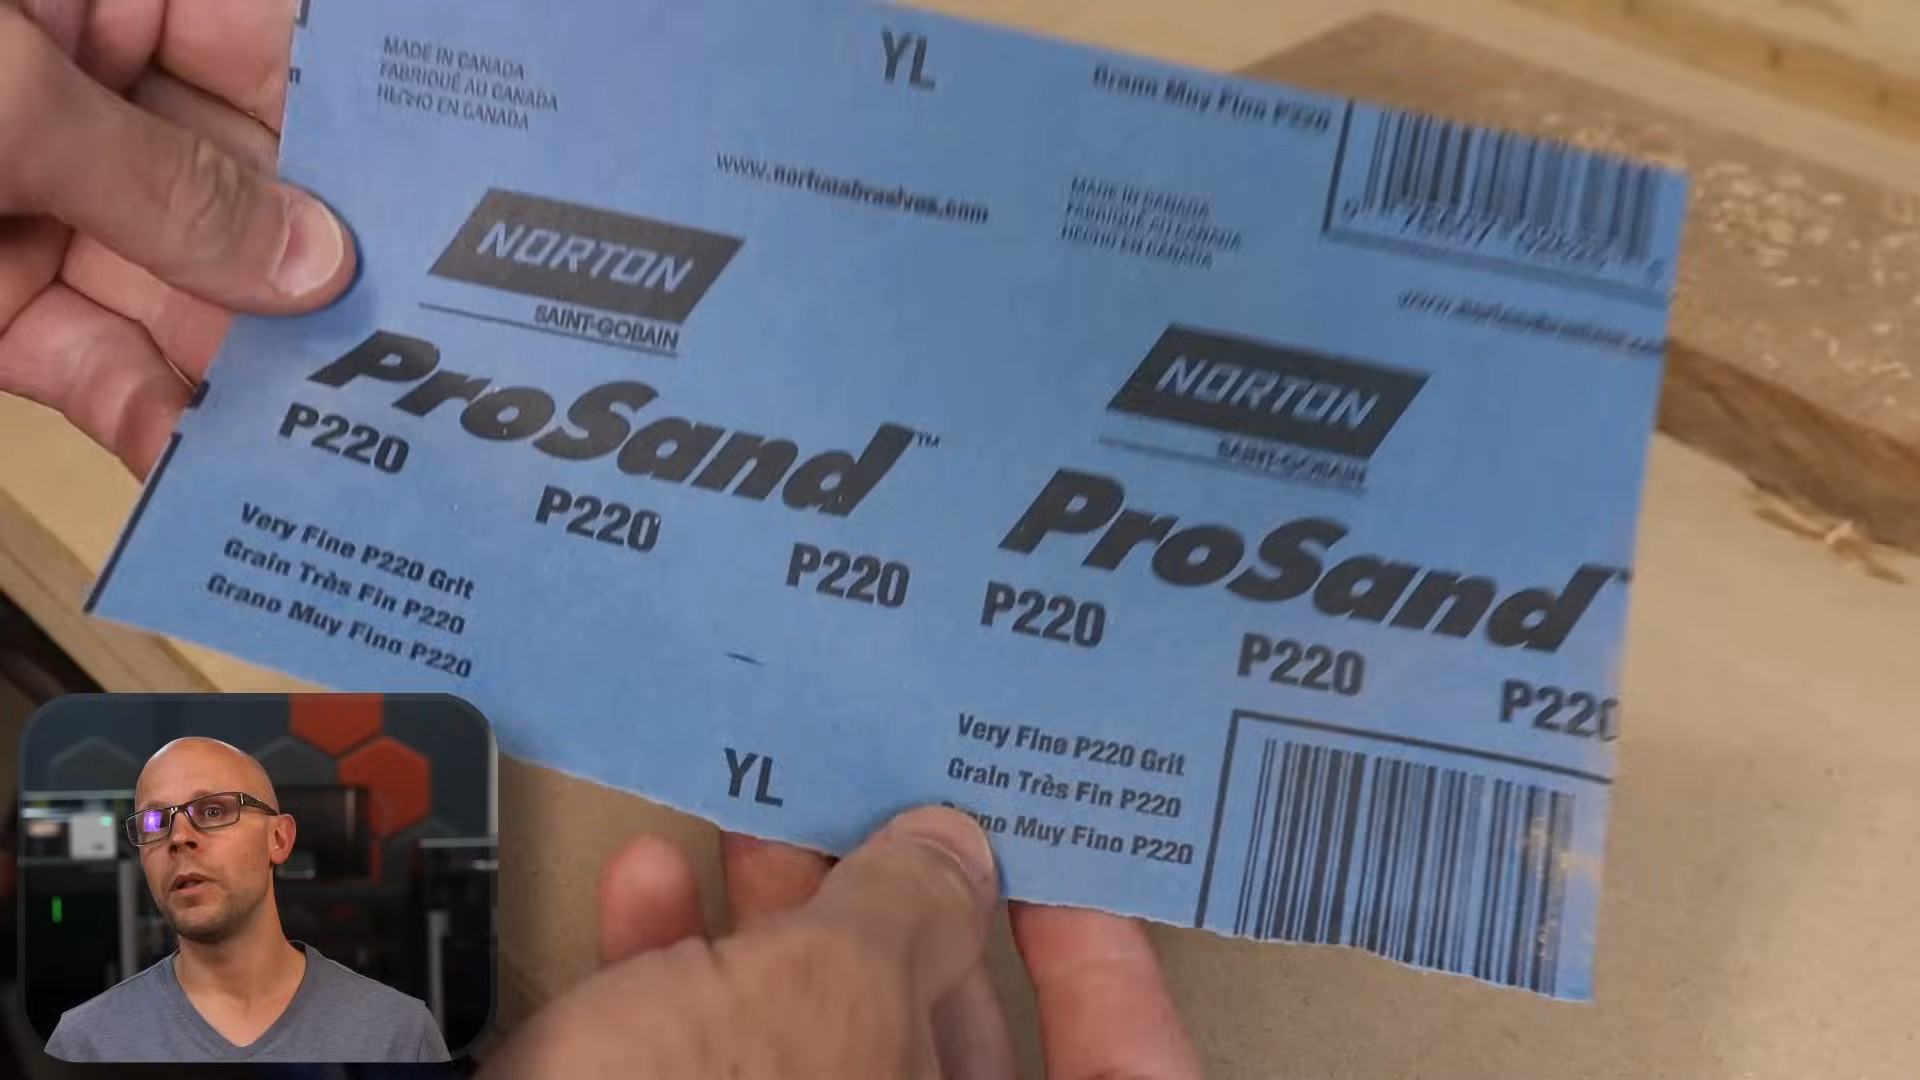 MADE IN CANADA
FABRIQUÉ AU CANADA
HECHO EN CANADA
YL
Grano Muy Fino P220
www.nortonabrasives.com
MADE IN CANADA
FABRIQUÉ AU CANADA
HECHO EN CANADA
NORTON
SAINT-GOBAIN
ProSand™
P220
P220
P220
Very Fine P220 Grit
Grain Très Fin P220
Grano Muy Fino P220
YL
NORTON
SAINT-GOBAIN
ProSand
P220
P220
P220
Very Fine P220 Grit
Grain Très Fin P220
Muy Fino P220